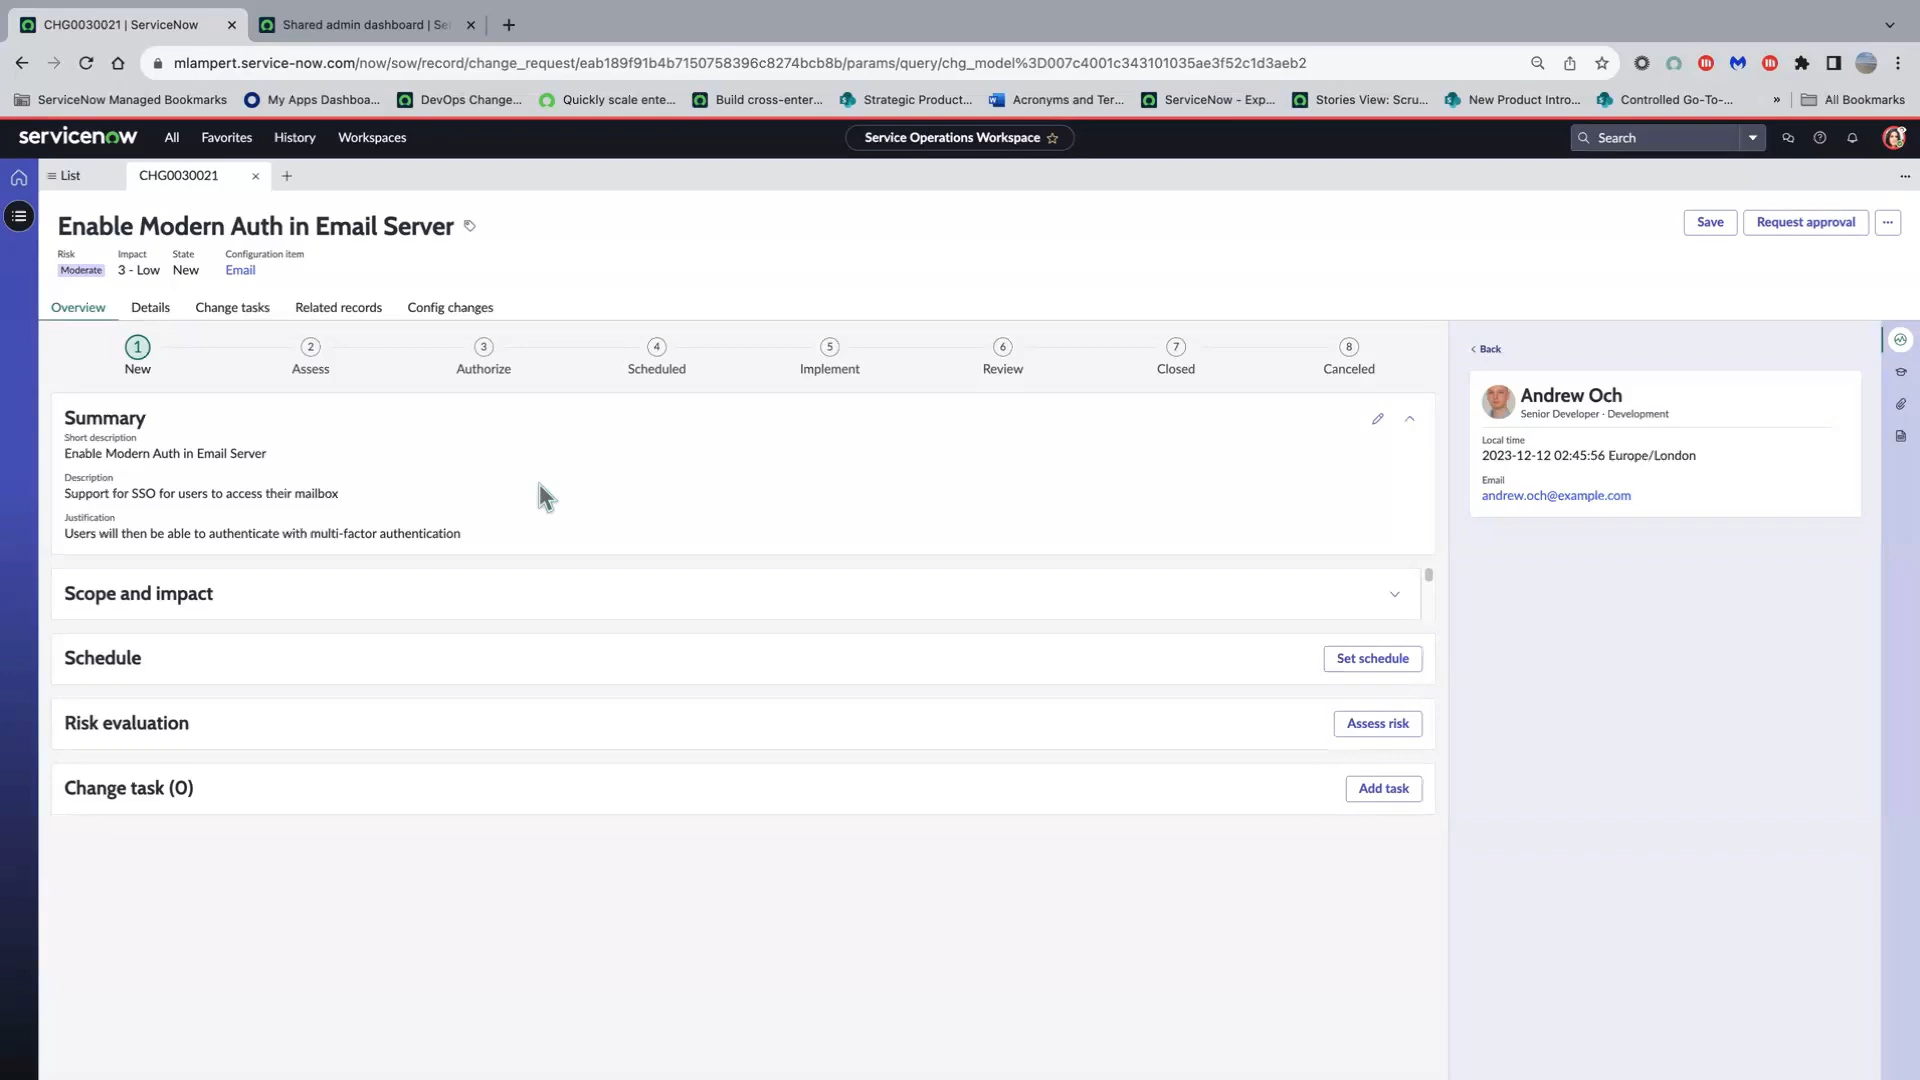 CHG0030021 | ServiceNow
Shared admin dashboard | Se
mlampert.service-now.com/now/sow/record/change_request/eab189f91b4b7150758396c8274bcb8b/params/query/chg_model%3D007c4001c343101035ae3f52c1d3aeb2
ServiceNow Managed Bookmarks
My Apps Dashboa...
DevOps Change...
Quickly scale ente...
Build cross-enter...
Strategic Product...
Acronyms and Ter...
ServiceNow - Exp...
Stories View: Scru...
New Product Intro...
Controlled Go-To-...
»
All Bookmarks
servicenow
All
Favorites
History
Workspaces
Service Operations Workspace
Search
List
CHG0030021
Enable Modern Auth in Email Server
Save
Request approval
Risk
Impact
State
Configuration item
Moderate
3 - Low
New
Email
Overview
Details
Change tasks
Related records
Config changes
1
2
3
4
5
6
7
8
New
Assess
Authorize
Scheduled
Implement
Review
Closed
Canceled
Summary
Short description
Enable Modern Auth in Email Server
Description
Support for SSO for users to access their mailbox
Justification
Users will then be able to authenticate with multi-factor authentication
Scope and impact
Schedule
Set schedule
Risk evaluation
Assess risk
Change task (0)
Add task
Back
Andrew Och
Senior Developer · Development
Local time
2023-12-12 02:45:56 Europe/London
Email
andrew.och@example.com